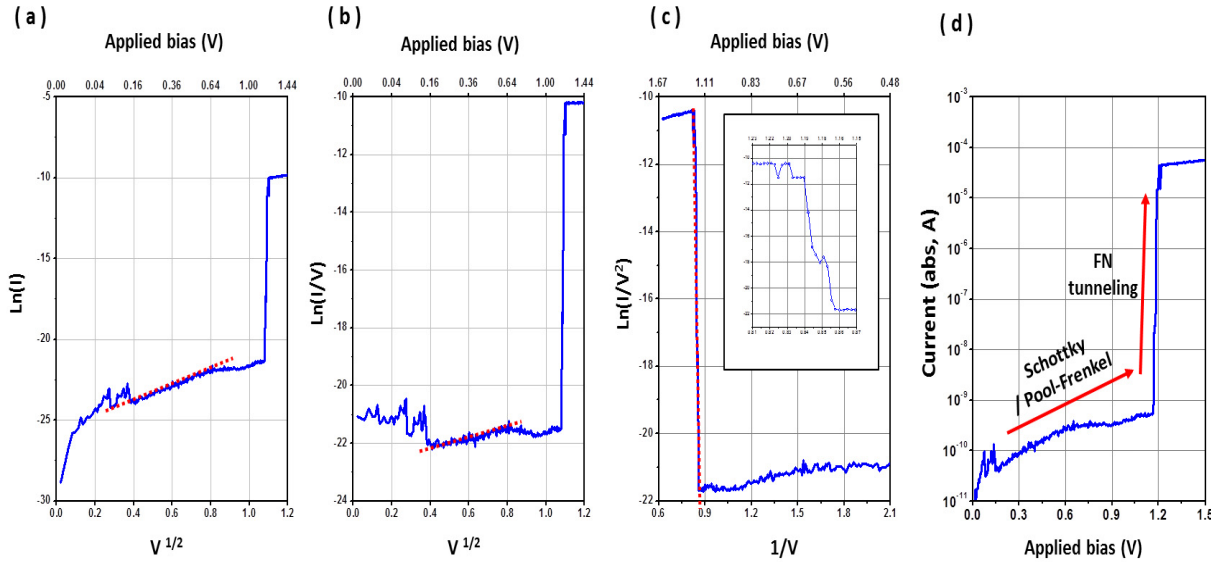 ( a )
Applied bias (V)
0.00 0.04 0.16 0.36 0.64 1.00 1.44
-5
-10
-15
-20
-25
-30
Ln(I)
0.0 0.2 0.4 0.6 0.8 1.0 1.2
V 1/2
( b )
Applied bias (V)
0.00 0.04 0.16 0.36 0.64 1.00 1.44
-10
-12
-14
-16
-18
-20
-22
-24
Ln(I/V)
0.0 0.2 0.4 0.6 0.8 1.0 1.2
V 1/2
( c )
Applied bias (V)
1.67 1.11 0.83 0.67 0.56 0.48
-10
-12
-14
-16
-18
-20
-22
Ln(I/V2)
0.6 0.9 1.2 1.5 1.8 2.1
1/V
( d )
10-3
10-4
10-5
10-6
10-7
10-8
10-9
10-10
10-11
Current (abs, A)
FN
tunneling
Schottky
/ Pool-Frenkel
0.0 0.3 0.6 0.9 1.2 1.5
Applied bias (V)